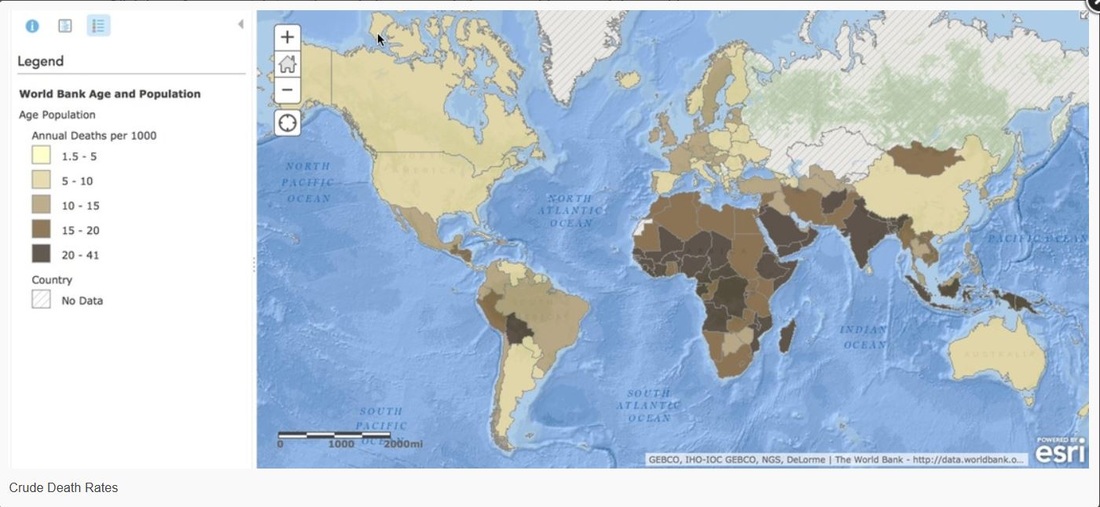 Legend
World Bank Age and Population
Age Population
Annual Deaths per 1000
1.5 - 5
5 - 10
10 - 15
15 - 20
20 - 41
Country
No Data
+
−
NORTH
PACIFIC
OCEAN
NORTH
ATLANTIC
OCEAN
PACIFIC OCEAN
INDIAN
OCEAN
AUSTRALIA
SOUTH
ATLANTIC
OCEAN
SOUTH
PACIFIC
OCEAN
0 1000 2000mi
GEBCO, IHO-IOC GEBCO, NGS, DeLorme | The World Bank - http://data.worldbank.o...
POWERED BY
esri
Crude Death Rates